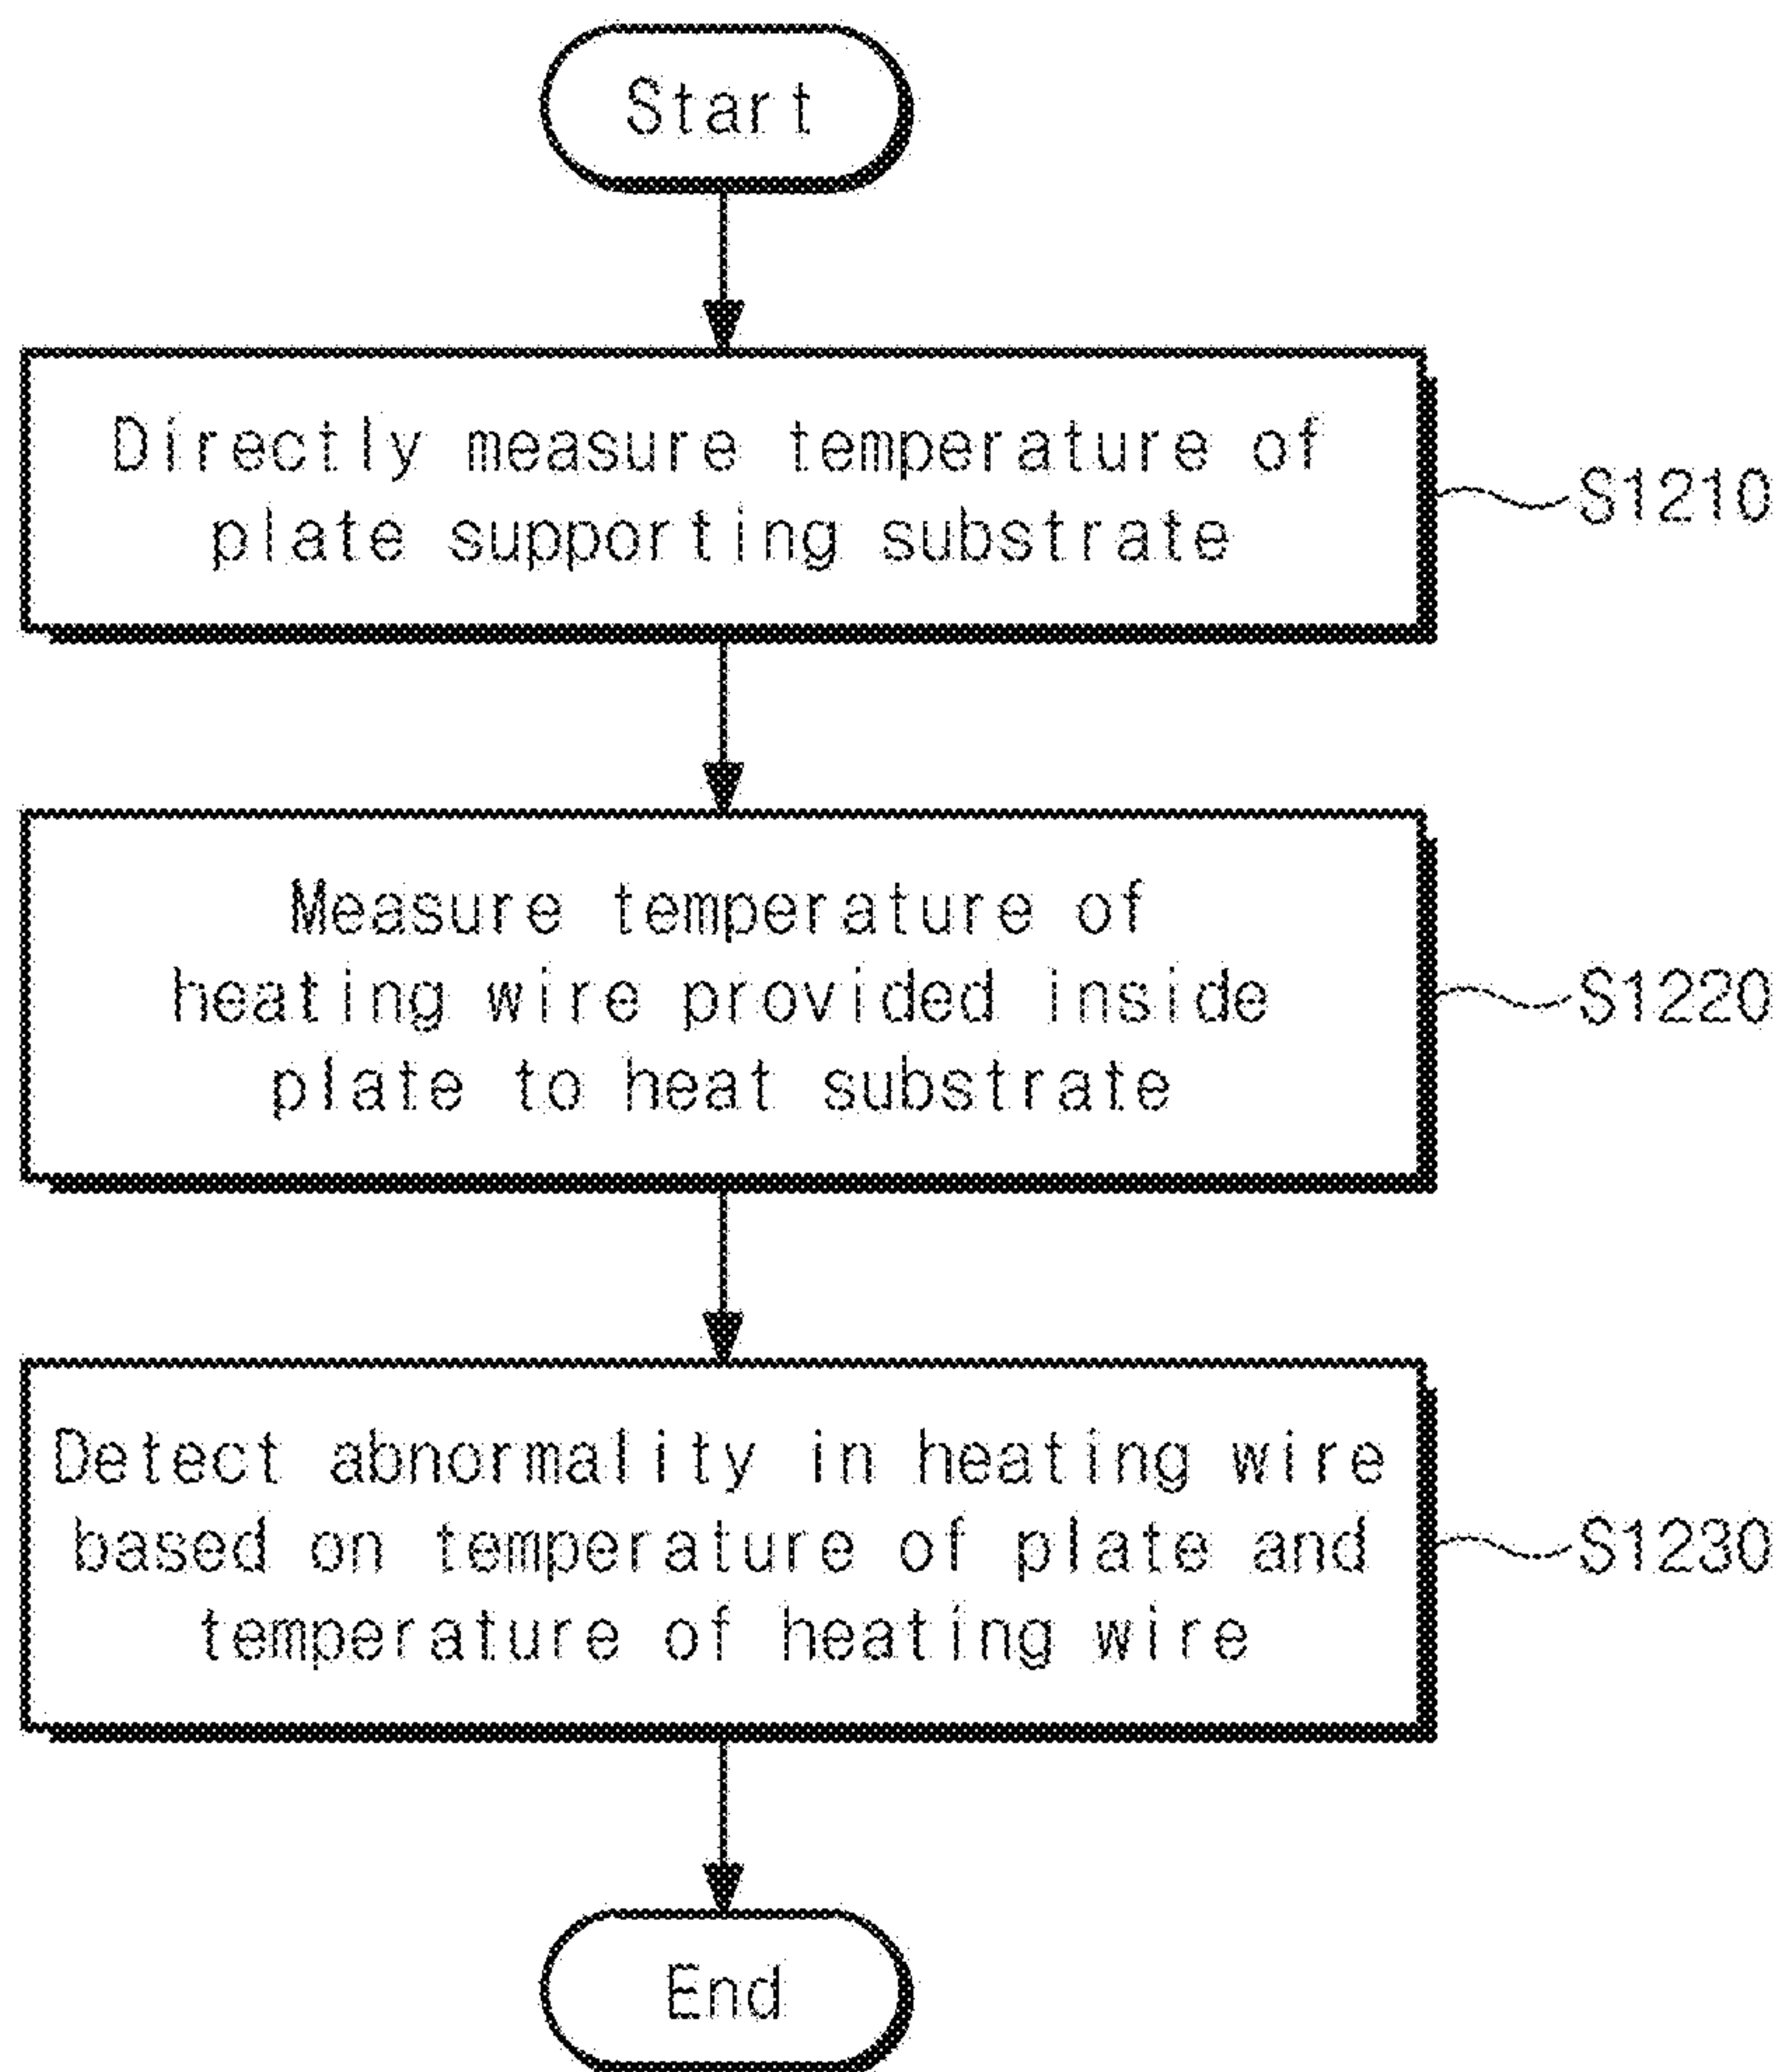 Start
Directly measure temperature of
plate supporting substrate
S1210
Measure temperature of
heating wire provided inside
plate to heat substrate
S1220
Detect abnormality in heating wire
based on temperature of plate and
temperature of heating wire
S1230
End